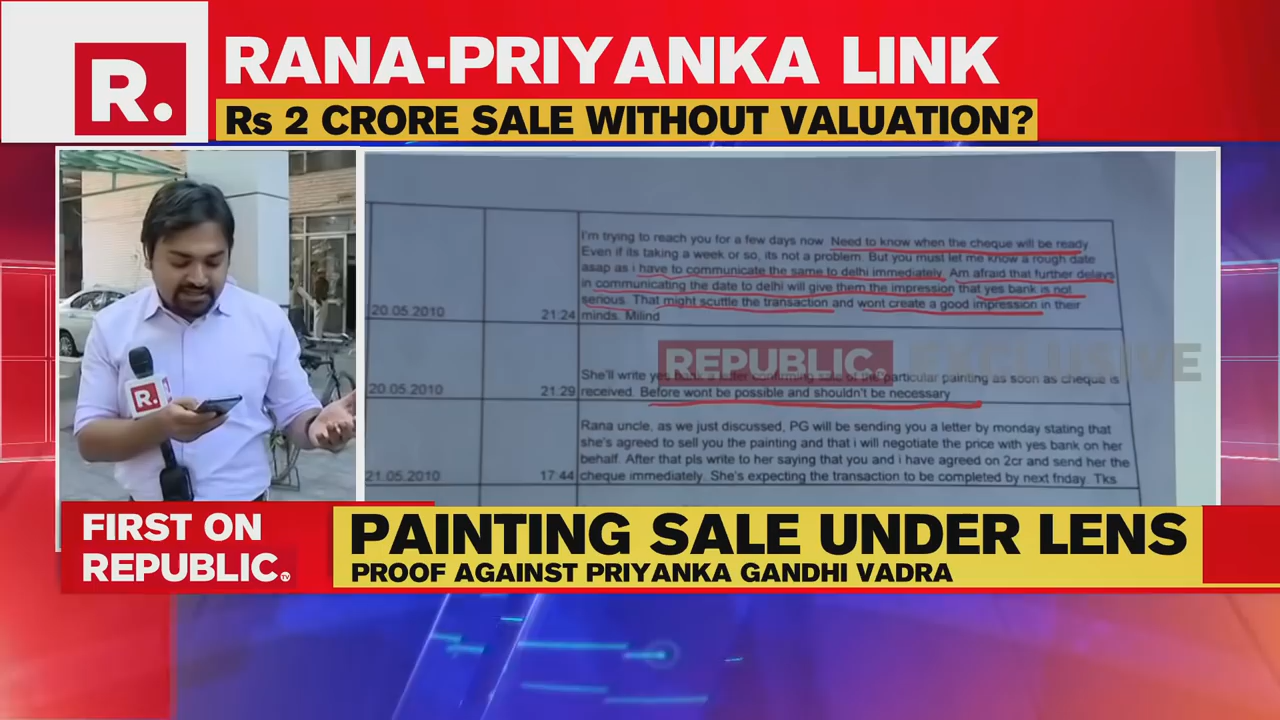 R.
RANA-PRIYANKA LINK
Rs 2 CRORE SALE WITHOUT VALUATION?
R.
20.05.2010
21:24
I'm trying to reach you for a few days now. Need to know when the cheque will be ready
Even if its taking a week or so, its not a problem. But you must let me know a rough date
asap as i have to communicate the same to delhi immediately. Am afraid that further delays
in communicating the date to delhi will give them the impression that yes bank is not
serious. That might scuttle the transaction and wont create a good impression in their
minds. Milind
20.05.2010
21:29
She'll write particular painting as soon as cheque is
received. Before wont be possible and shouldn't be necessary
21.05.2010
17:44
Rana uncle, as we just discussed, PG will be sending you a letter by monday stating that
she's agreed to sell you the painting and that i will negotiate the price with yes bank on her
behalf. After that pls write to her saying that you and i have agreed on 2cr and send her the
cheque immediately. She's expecting the transaction to be completed by next friday. Tks
REPUBLIC. EXCLUSIVE
FIRST ON
REPUBLIC.TV
PAINTING SALE UNDER LENS
PROOF AGAINST PRIYANKA GANDHI VADRA